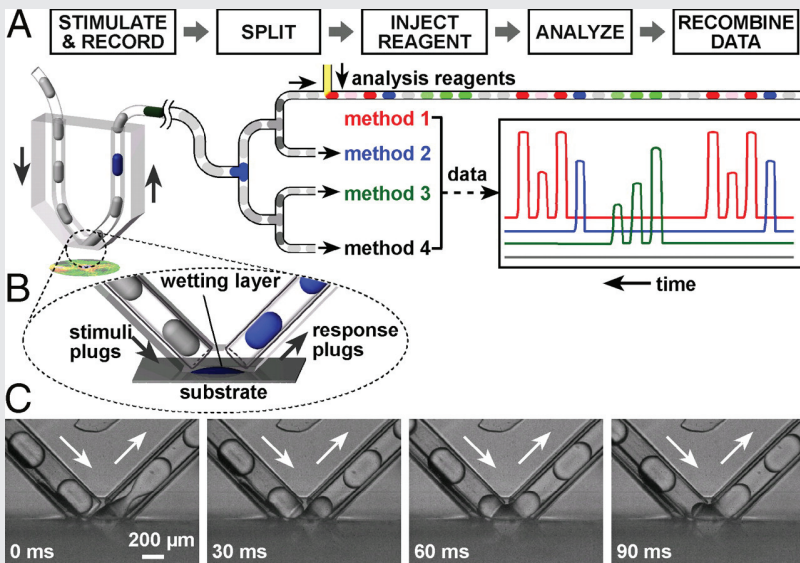 A
STIMULATE
& RECORD
SPLIT
INJECT
REAGENT
ANALYZE
RECOMBINE
DATA
analysis reagents
method 1
method 2
method 3
method 4
data
time
B
wetting layer
stimuli
plugs
response
plugs
substrate
C
0 ms
200 µm
30 ms
60 ms
90 ms